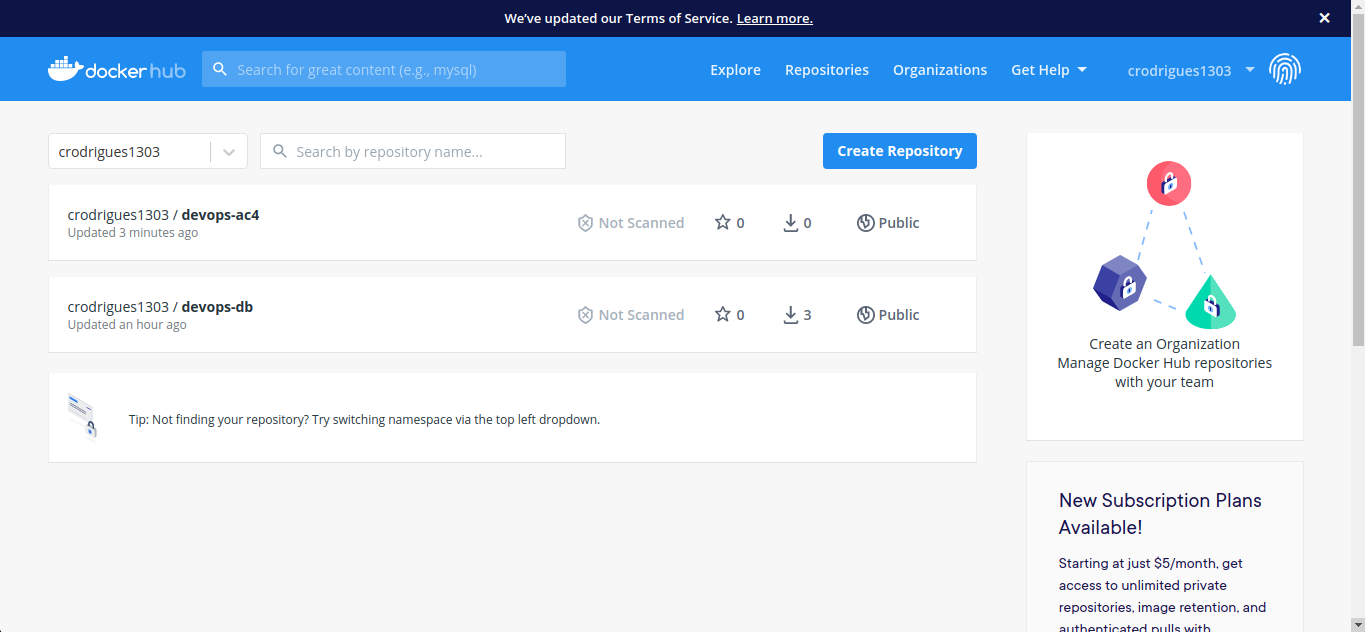 We've updated our Terms of Service. Learn more.
docker hub
Search for great content (e.g., mysql)
Explore
Repositories
Organizations
Get Help
crodrigues1303
crodrigues1303
Search by repository name...
Create Repository
crodrigues1303 / devops-ac4
Updated 3 minutes ago
Not Scanned
0
0
Public
crodrigues1303 / devops-db
Updated an hour ago
Not Scanned
0
3
Public
Tip: Not finding your repository? Try switching namespace via the top left dropdown.
Create an Organization
Manage Docker Hub repositories
with your team
New Subscription Plans
Available!
Starting at just $5/month, get
access to unlimited private
repositories, image retention, and
authenticated pulls with